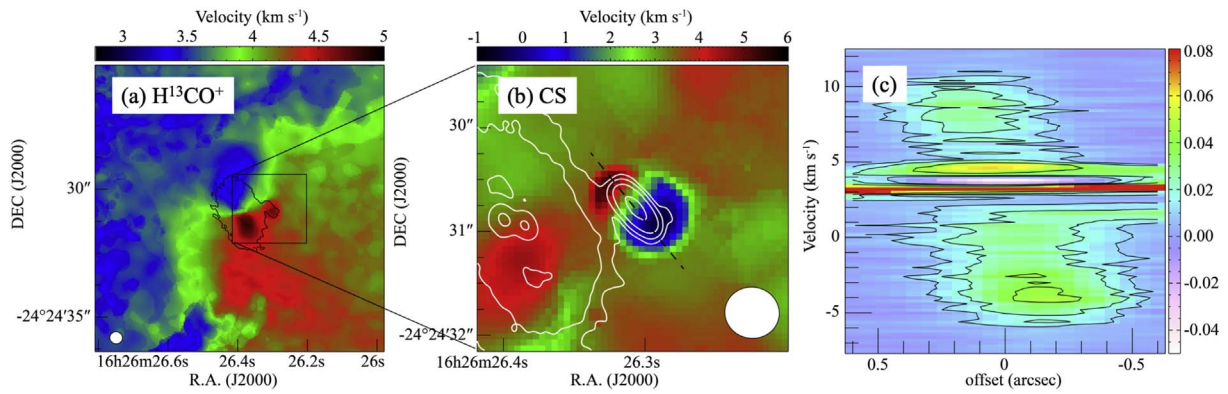 Velocity (km s-1)
3 3.5 4 4.5 5
(a) H13CO+
DEC (J2000)
30″
-24°24′35″
16h26m26.6s 26.4s 26.2s 26s
R.A. (J2000)
Velocity (km s-1)
-1 0 1 2 3 4 5 6
(b) CS
DEC (J2000)
30″
31″
-24°24′32″
16h26m26.4s 26.3s
R.A. (J2000)
(c)
Velocity (km s-1)
10
5
0
-5
0.5 0 -0.5
offset (arcsec)
0.08
0.06
0.04
0.02
0.00
-0.02
-0.04